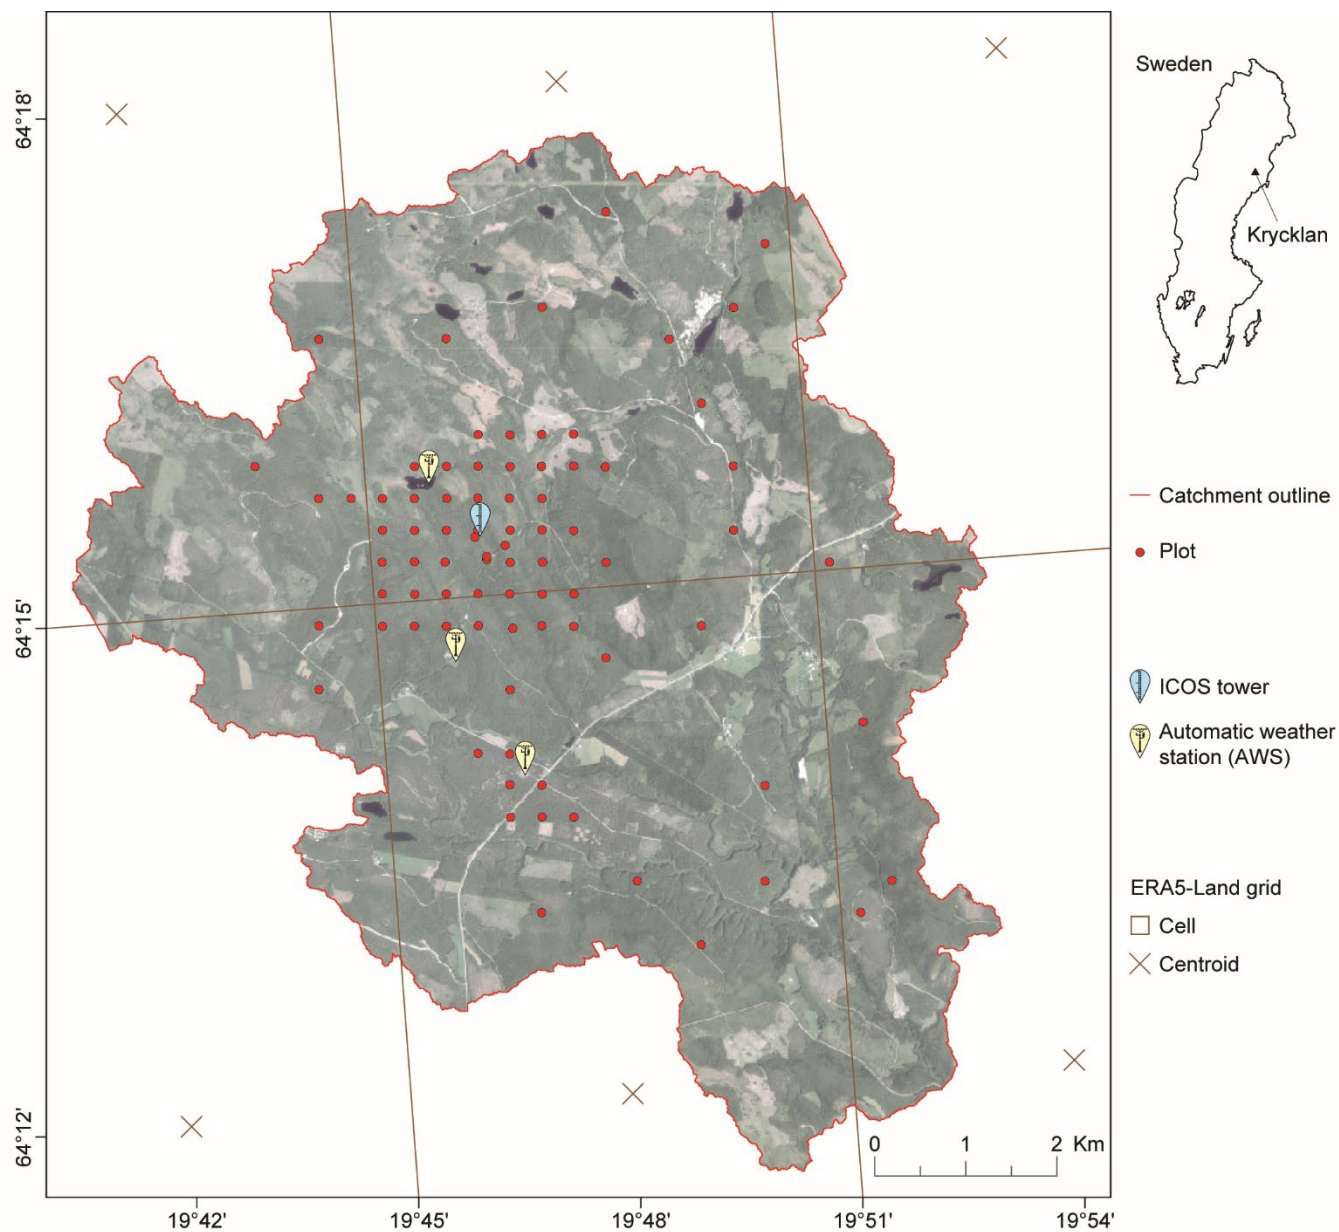 Sweden
Krycklan
64°18'
64°15'
64°12'
Catchment outline
Plot
ICOS tower
Automatic weather
station (AWS)
ERA5-Land grid
Cell
Centroid
0 1 2 Km
19°42' 19°45' 19°48' 19°51' 19°54'